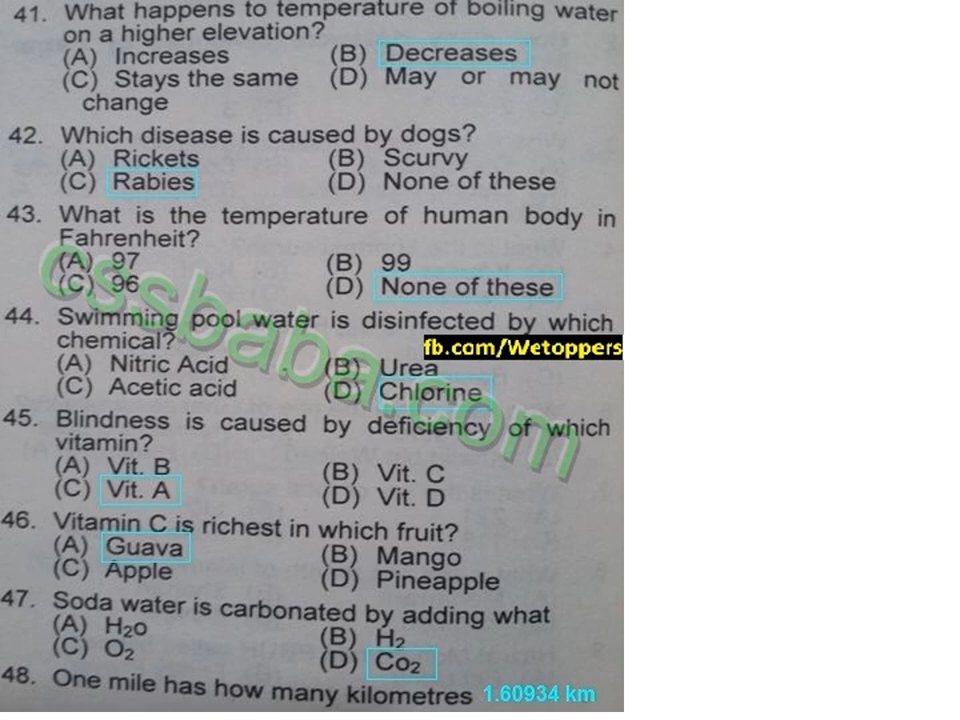 41. What happens to temperature of boiling water
on a higher elevation?
(A) Increases (B) Decreases
(C) Stays the same (D) May or may not
change
42. Which disease is caused by dogs?
(A) Rickets (B) Scurvy
(C) Rabies (D) None of these
43. What is the temperature of human body in
Fahrenheit?
(A) 97 (B) 99
(C) 96 (D) None of these
44. Swimming pool water is disinfected by which
chemical?
fb.com/Wetoppers
(A) Nitric Acid (B) Urea
(C) Acetic acid (D) Chlorine
45. Blindness is caused by deficiency of which
vitamin?
(A) Vit. B (B) Vit. C
(C) Vit. A (D) Vit. D
46. Vitamin C is richest in which fruit?
(A) Guava (B) Mango
(C) Apple (D) Pineapple
47. Soda water is carbonated by adding what
(A) H₂o (B) H₂
(C) O₂ (D) Co₂
48. One mile has how many kilometres 1.60934 km
cssbaba.com